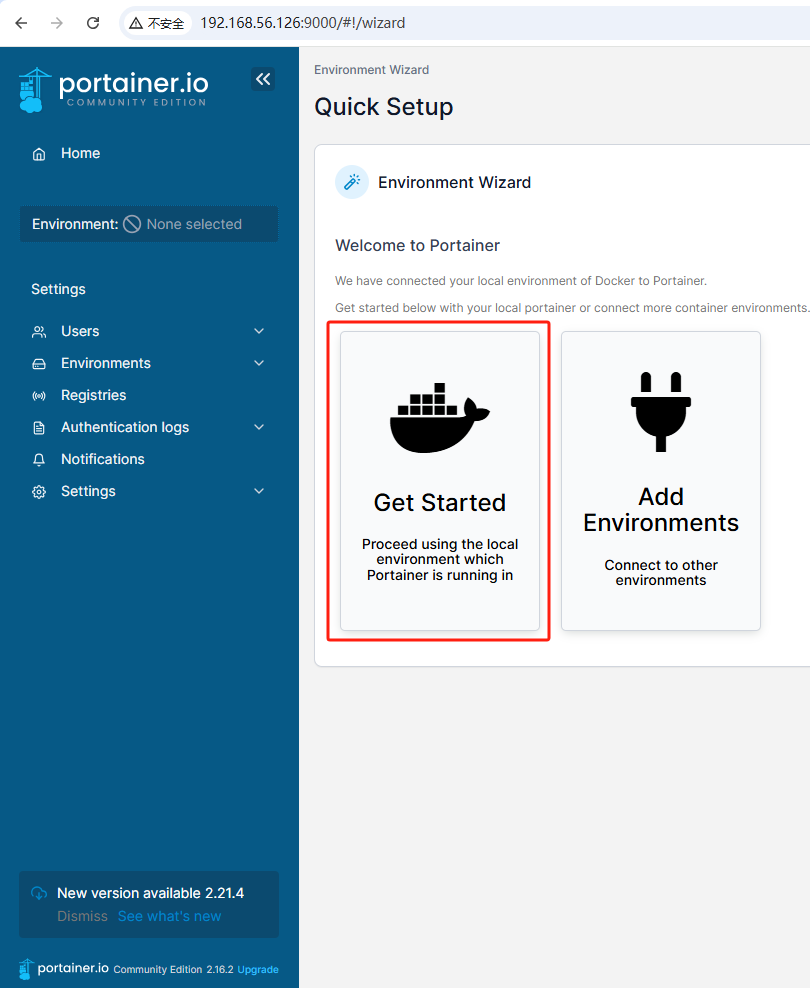 不安全 192.168.56.126:9000/#!/wizard
portainer.io
COMMUNITY EDITION
Home
Environment: None selected
Settings
Users
Environments
Registries
Authentication logs
Notifications
Settings
New version available 2.21.4
Dismiss See what's new
portainer.io Community Edition 2.16.2 Upgrade
Environment Wizard
Quick Setup
Environment Wizard
Welcome to Portainer
We have connected your local environment of Docker to Portainer.
Get started below with your local portainer or connect more container environments.
Get Started
Proceed using the local
environment which
Portainer is running in
Add
Environments
Connect to other
environments